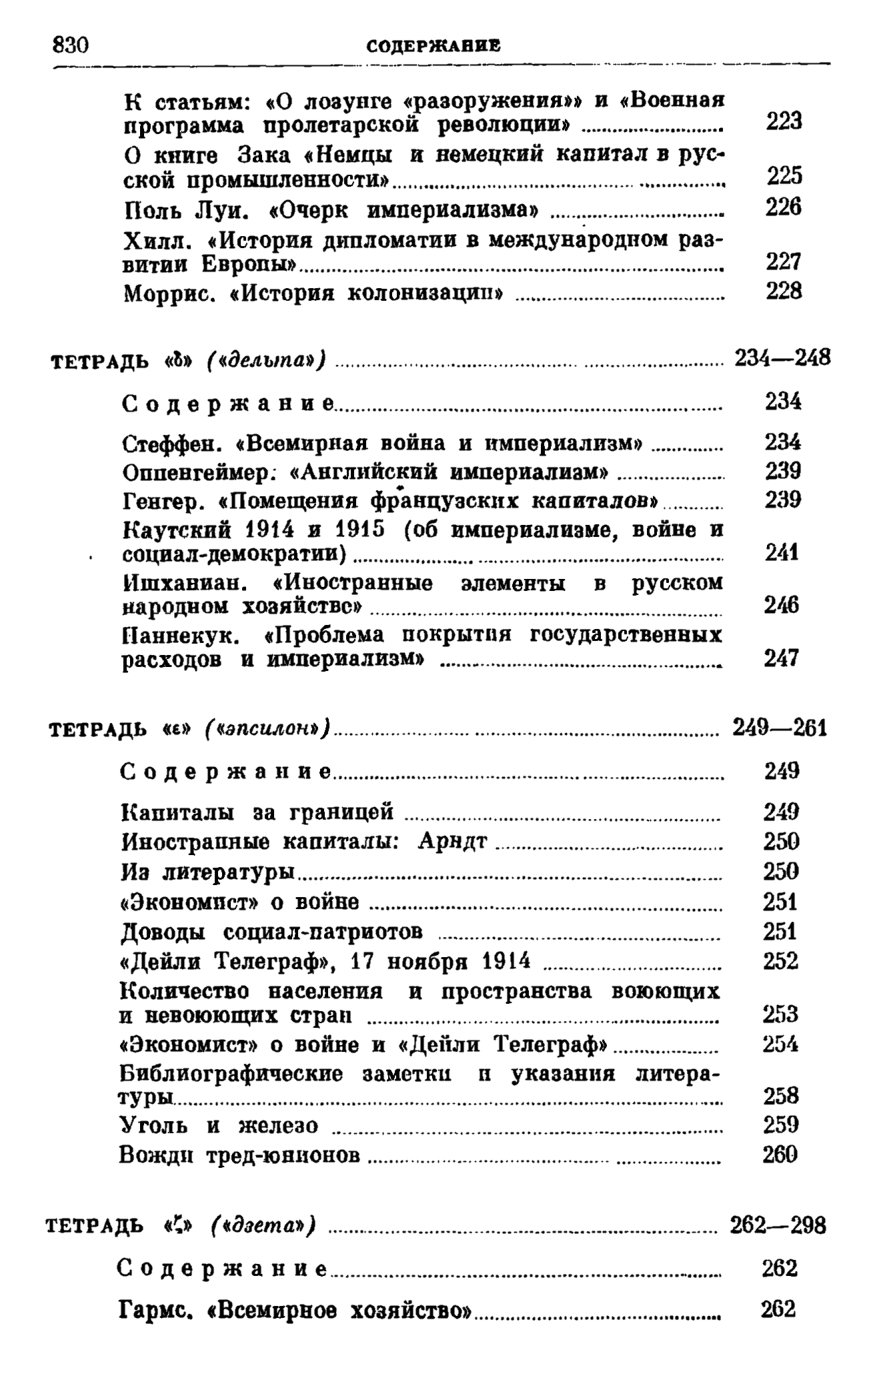 830 СОДЕРЖАНИЕ
К статьям: «О лозунге «разоружения»» и «Военная
программа пролетарской революции» ........................ 223
О книге Зака «Немцы и немецкий капитал в рус-
ской промышленности» ........................ 225
Поль Луи. «Очерк империализма» ........................ 226
Хилл. «История дипломатии в международном раз-
витии Европы» ........................ 227
Моррис. «История колонизации» ........................ 228
ТЕТРАДЬ «δ» («дельта») ........................ 234—248
Содержание ........................ 234
Стеффен. «Всемирная война и империализм» ............ 234
Оппенгеймер. «Английский империализм» ............ 239
Генгер. «Помещения французских капиталов» ............ 239
Каутский 1914 и 1915 (об империализме, войне и
социал-демократии) ........................ 241
Ишханиан. «Иностранные элементы в русском
народном хозяйстве» ........................ 246
Паннекук. «Проблема покрытия государственных
расходов и империализм» ........................ 247
ТЕТРАДЬ «ε» («эпсилон») ........................ 249—261
Содержание ........................ 249
Капиталы за границей ........................ 249
Иностранные капиталы: Арндт ........................ 250
Из литературы ........................ 250
«Экономист» о войне ........................ 251
Доводы социал-патриотов ........................ 251
«Дейли Телеграф», 17 ноября 1914 ........................ 252
Количество населения и пространства воюющих
и невоюющих стран ........................ 253
«Экономист» о войне и «Дейли Телеграф» ............ 254
Библиографические заметки и указания литера-
туры ........................ 258
Уголь и железо ........................ 259
Вожди тред-юнионов ........................ 260
ТЕТРАДЬ «ζ» («дзета») ........................ 262—298
Содержание ........................ 262
Гармс. «Всемирное хозяйство» ........................ 262